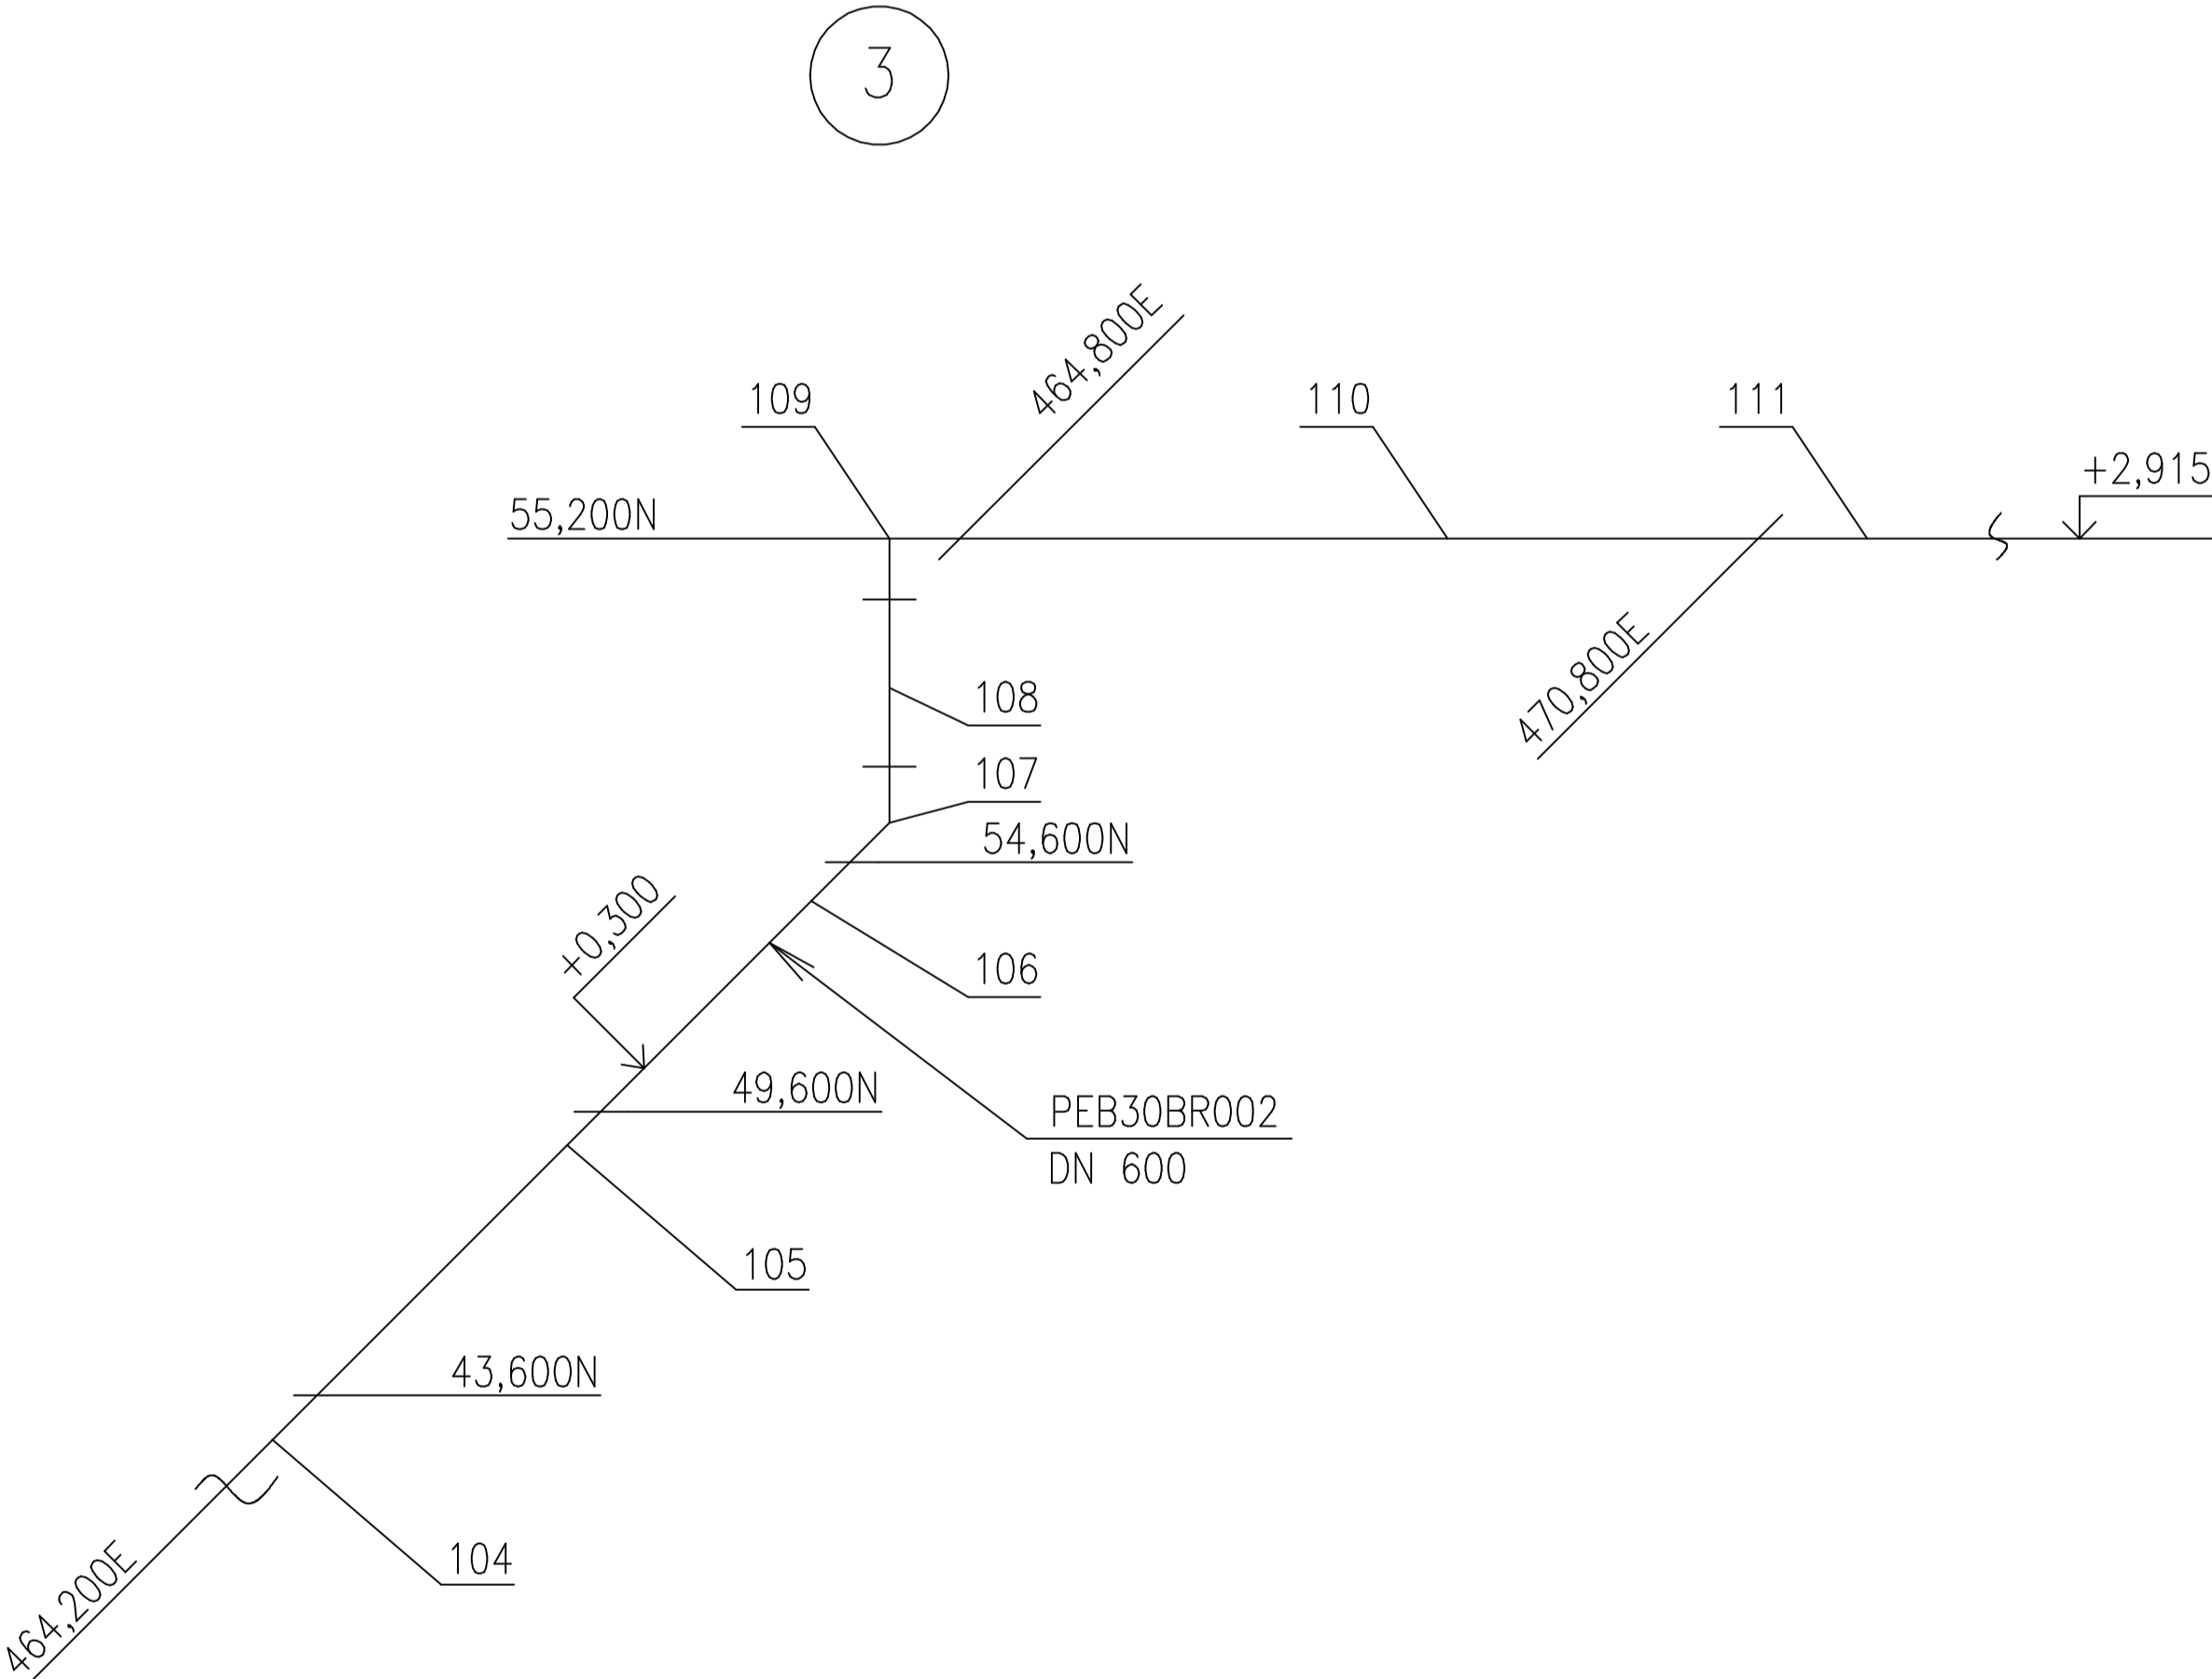 3
464,800E
109
110
111
+2,915
55,200N
470,800E
108
107
54,600N
+0,300
106
49,600N
PEB30BR002
DN 600
105
43,600N
104
464,200E